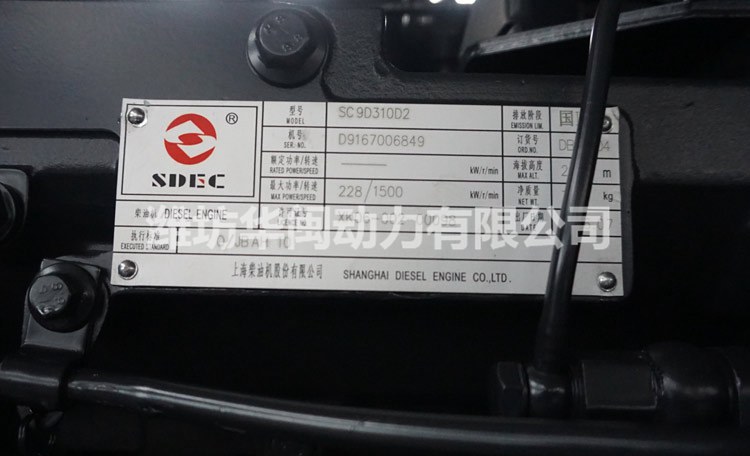 型号 MODEL SC9D310D2 排放阶段 EMISSION LIM. 国
® 机号 SER. NO. D9167006849 订货号 ORD.NO.
额定功率/转速 RATED POWER/SPEED kW/r/min 海拔高度 MAX ALT. m
SDEC 最大功率/转速 MAX POWER/SPEED 228/1500 kW/r/min 净质量 NET MT. kg
柴油机 DIESEL ENGINE
执行标准 EXECUTED STANDARD
潍坊华闽动力有限公司
上海柴油机股份有限公司 SHANGHAI DIESEL ENGINE CO.,LTD.